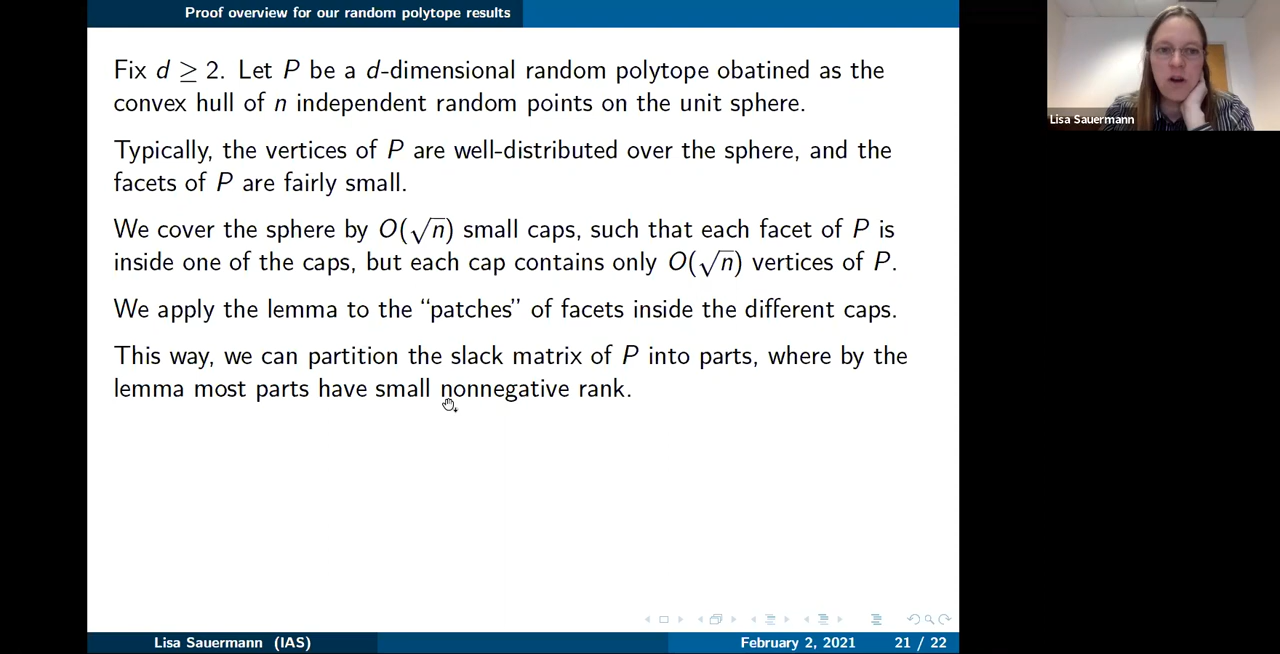 Proof overview for our random polytope results
Lisa Sauermann
Fix d ≥ 2. Let P be a d-dimensional random polytope obatined as the
convex hull of n independent random points on the unit sphere.
Typically, the vertices of P are well-distributed over the sphere, and the
facets of P are fairly small.
We cover the sphere by O(√n) small caps, such that each facet of P is
inside one of the caps, but each cap contains only O(√n) vertices of P.
We apply the lemma to the “patches” of facets inside the different caps.
This way, we can partition the slack matrix of P into parts, where by the
lemma most parts have small nonnegative rank.
Lisa Sauermann (IAS) February 2, 2021 21 / 22